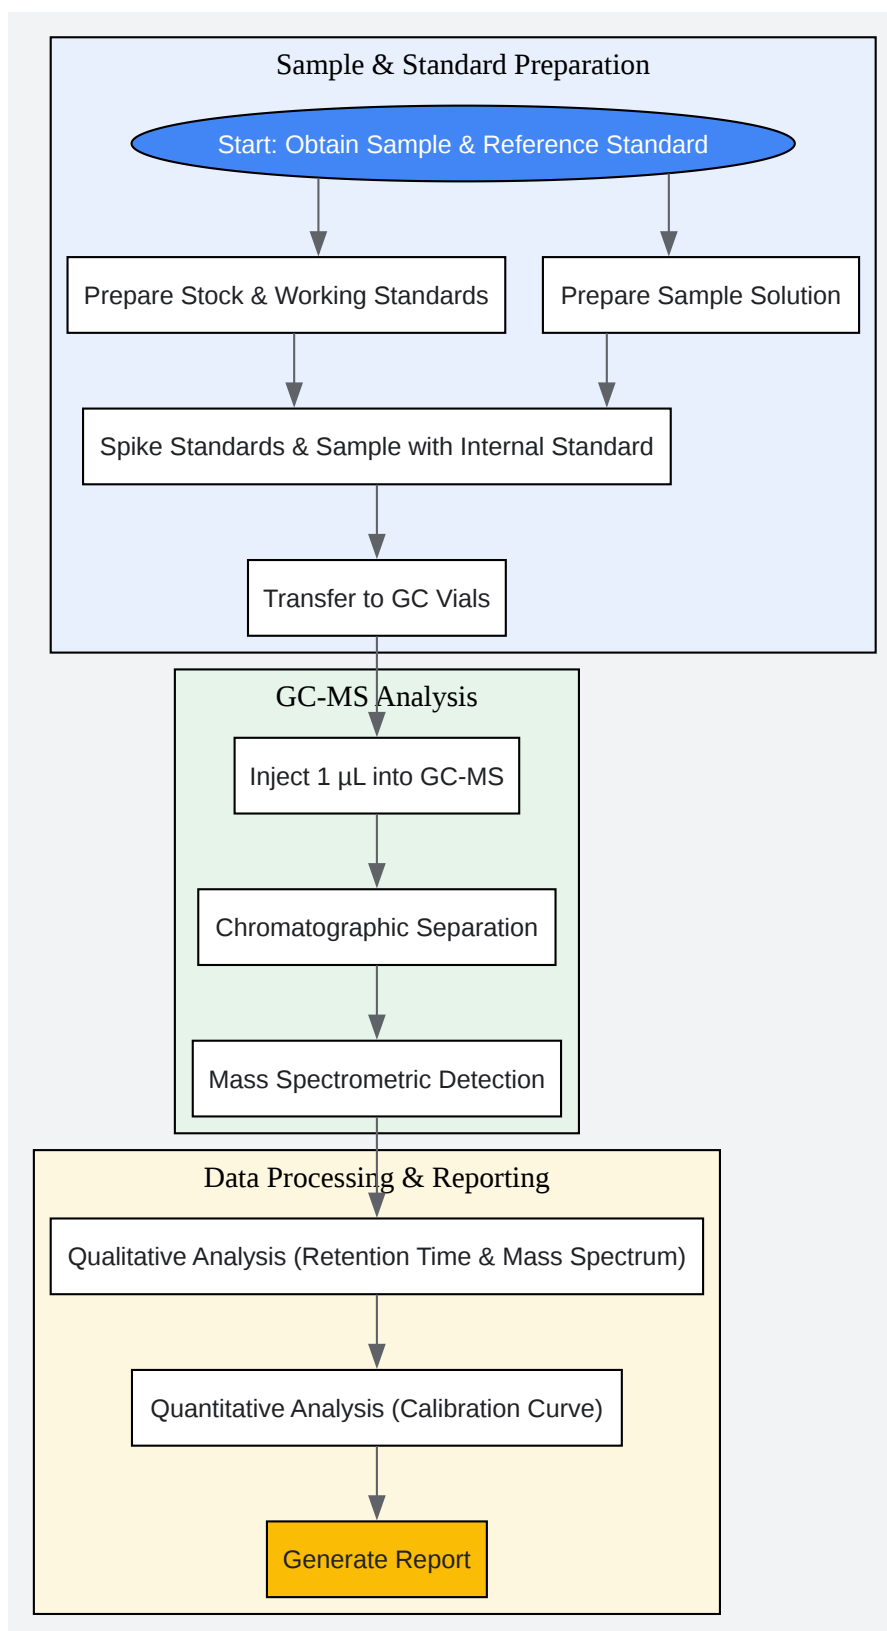 Sample & Standard Preparation
Start: Obtain Sample & Reference Standard
Prepare Stock & Working Standards
Prepare Sample Solution
Spike Standards & Sample with Internal Standard
Transfer to GC Vials
GC-MS Analysis
Inject 1 µL into GC-MS
Chromatographic Separation
Mass Spectrometric Detection
Data Processing & Reporting
Qualitative Analysis (Retention Time & Mass Spectrum)
Quantitative Analysis (Calibration Curve)
Generate Report